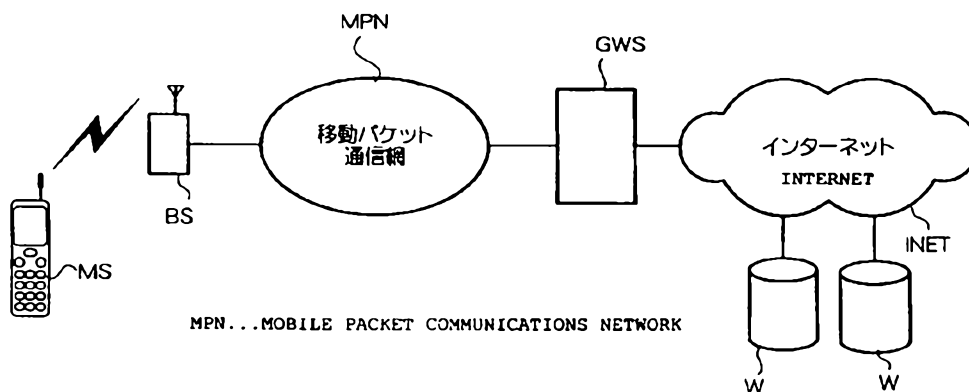 MPN
GWS
移動パケット
通信網
インターネット
INTERNET
BS
INET
MS
MPN...MOBILE PACKET COMMUNICATIONS NETWORK
W
W